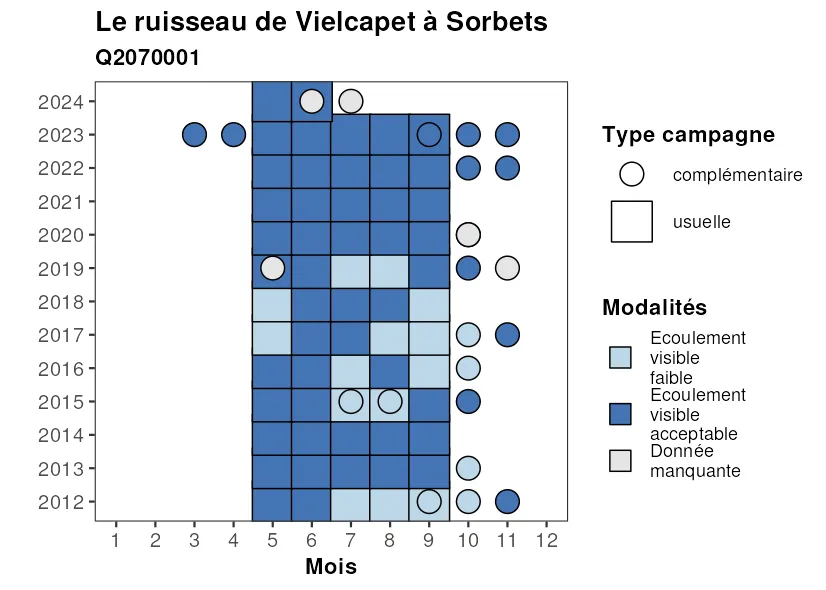 Le ruisseau de Vielcapet à Sorbets
Q2070001
2024
2023
2022
2021
2020
2019
2018
2017
2016
2015
2014
2013
2012
1 2 3 4 5 6 7 8 9 10 11 12
Mois
Type campagne
complémentaire
usuelle
Modalités
Ecoulement
visible
faible
Ecoulement
visible
acceptable
Donnée
manquante